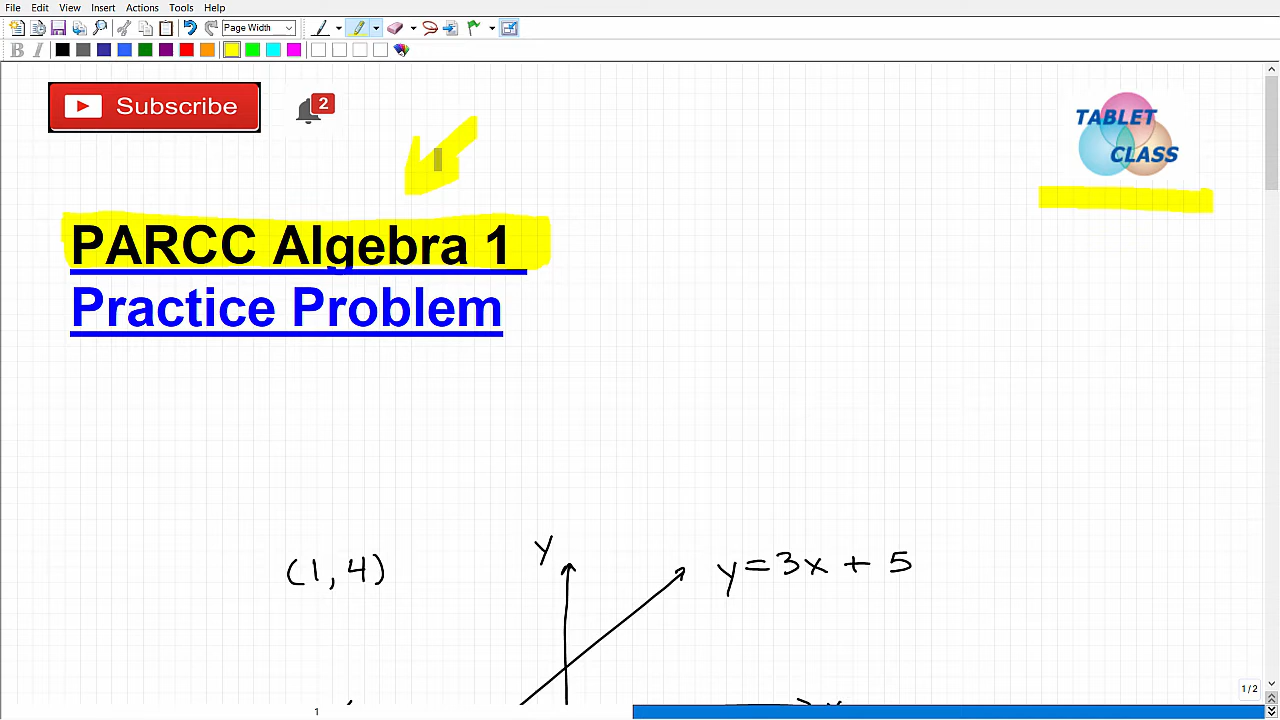 File Edit View Insert Actions Tools Help
Page Width
B I
Subscribe
2
TABLET
CLASS
PARCC Algebra 1
Practice Problem
(1,4)
y
y=3x + 5
x
1/2
1